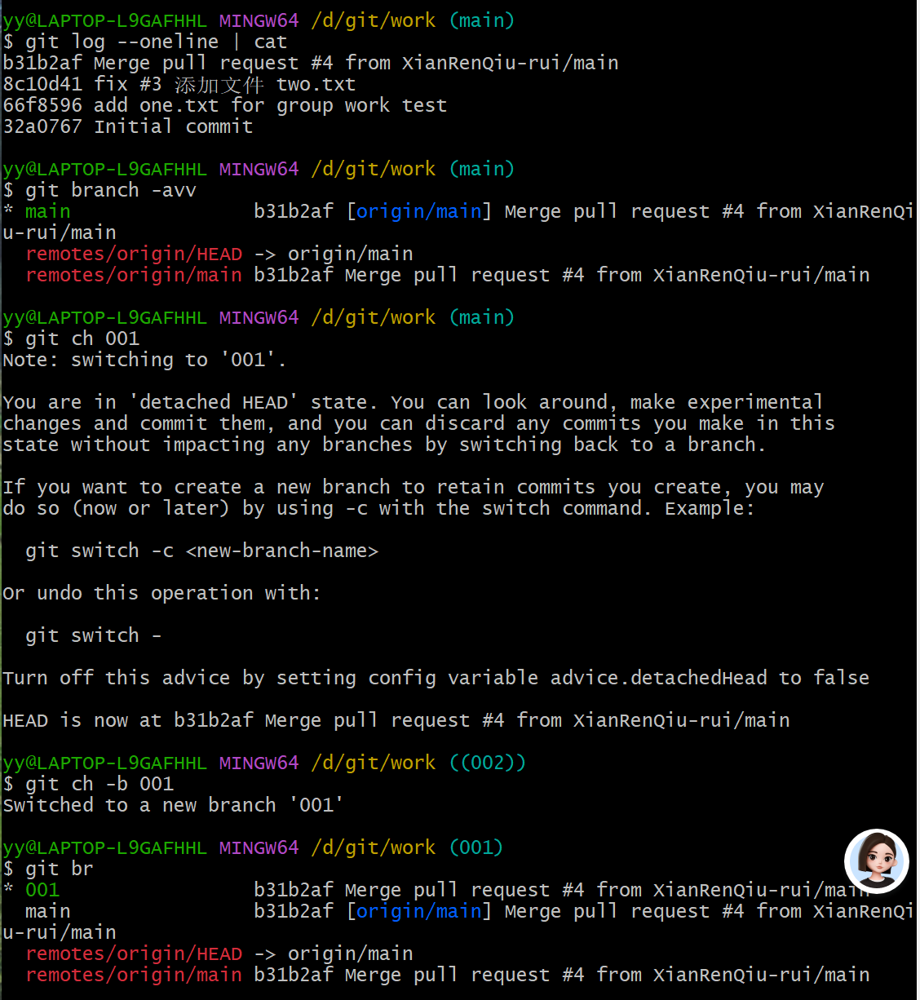 yy@LAPTOP-L9GAFHHL MINGW64 /d/git/work (main)
$ git log --oneline | cat
b31b2af Merge pull request #4 from XianRenQiu-rui/main
8c10d41 fix #3 添加文件 two.txt
66f8596 add one.txt for group work test
32a0767 Initial commit
yy@LAPTOP-L9GAFHHL MINGW64 /d/git/work (main)
$ git branch -avv
* main                b31b2af [origin/main] Merge pull request #4 from XianRenQi
u-rui/main
  remotes/origin/HEAD -> origin/main
  remotes/origin/main b31b2af Merge pull request #4 from XianRenQiu-rui/main
yy@LAPTOP-L9GAFHHL MINGW64 /d/git/work (main)
$ git ch 001
Note: switching to '001'.
You are in 'detached HEAD' state. You can look around, make experimental
changes and commit them, and you can discard any commits you make in this
state without impacting any branches by switching back to a branch.
If you want to create a new branch to retain commits you create, you may
do so (now or later) by using -c with the switch command. Example:
  git switch -c <new-branch-name>
Or undo this operation with:
  git switch -
Turn off this advice by setting config variable advice.detachedHead to false
HEAD is now at b31b2af Merge pull request #4 from XianRenQiu-rui/main
yy@LAPTOP-L9GAFHHL MINGW64 /d/git/work ((002))
$ git ch -b 001
Switched to a new branch '001'
yy@LAPTOP-L9GAFHHL MINGW64 /d/git/work (001)
$ git br
* 001                 b31b2af Merge pull request #4 from XianRenQiu-rui/main
  main                b31b2af [origin/main] Merge pull request #4 from XianRenQi
u-rui/main
  remotes/origin/HEAD -> origin/main
  remotes/origin/main b31b2af Merge pull request #4 from XianRenQiu-rui/main